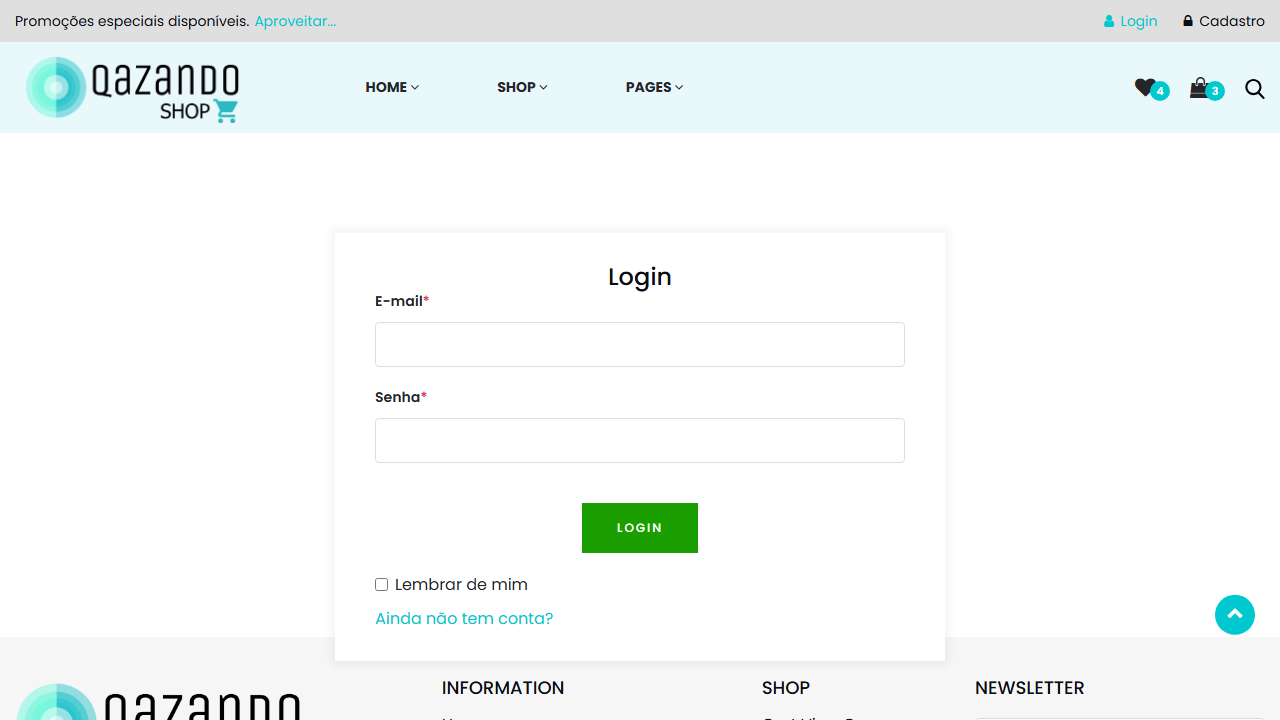 Promoções especiais disponíveis. Aproveitar...
Login
Cadastro
QAZANDO
SHOP
HOME
SHOP
PAGES
4
3
Login
E-mail*
Senha*
LOGIN
Lembrar de mim
Ainda não tem conta?
QAZANDO
INFORMATION
SHOP
NEWSLETTER